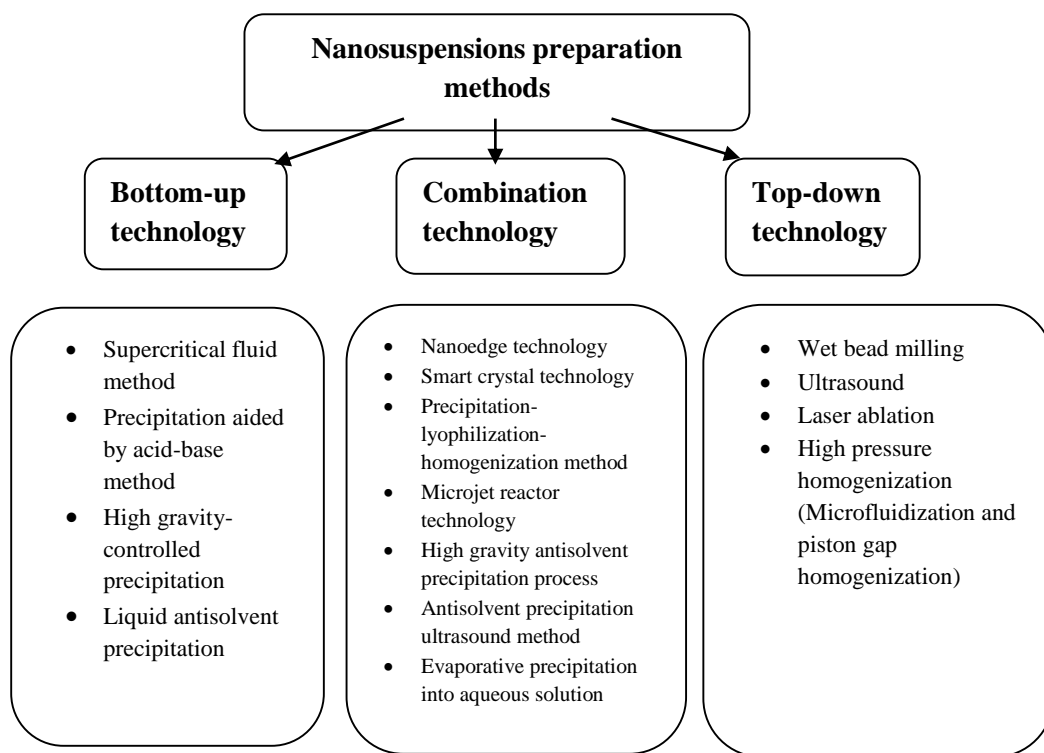 Nanosuspensions preparation
methods
Bottom-up
technology
Combination
technology
Top-down
technology
• Supercritical fluid
method
• Precipitation aided
by acid-base
method
• High gravity-
controlled
precipitation
• Liquid antisolvent
precipitation
• Nanoedge technology
• Smart crystal technology
• Precipitation-
lyophilization-
homogenization method
• Microjet reactor
technology
• High gravity antisolvent
precipitation process
• Antisolvent precipitation
ultrasound method
• Evaporative precipitation
into aqueous solution
• Wet bead milling
• Ultrasound
• Laser ablation
• High pressure
homogenization
(Microfluidization and
piston gap
homogenization)